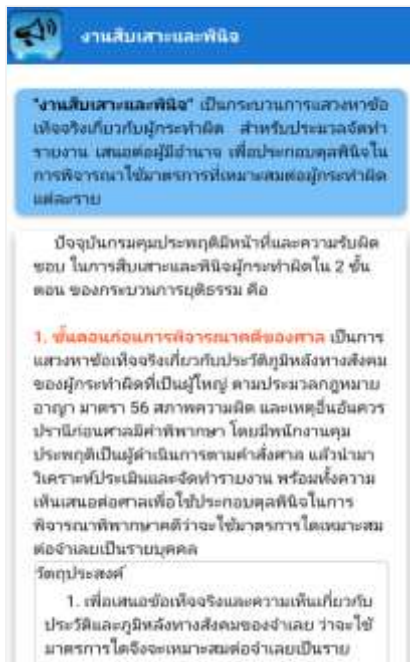 งานสืบเสาะและพินิจ
"งานสืบเสาะและพินิจ" เป็นกระบวนการแสวงหาข้อ
เท็จจริงเกี่ยวกับผู้กระทำผิด สำหรับประมวลจัดทำ
รายงาน เสนอต่อผู้มีอำนาจ เพื่อประกอบดุลพินิจใน
การพิจารณาใช้มาตรการที่เหมาะสมต่อผู้กระทำผิด
แต่ละราย
ปัจจุบันกรมคุมประพฤติมีหน้าที่และความรับผิด
ชอบ ในการสืบเสาะและพินิจผู้กระทำผิดใน 2 ขั้น
ตอน ของกระบวนการยุติธรรม คือ
1. ขั้นตอนก่อนการพิจารณาคดีของศาล เป็นการ
แสวงหาข้อเท็จจริงเกี่ยวกับประวัติภูมิหลังทางสังคม
ของผู้กระทำผิดที่เป็นผู้ใหญ่ ตามประมวลกฎหมาย
อาญา มาตรา 56 สภาพความผิด และเหตุอื่นอันควร
ปรานีก่อนศาลมีคำพิพากษา โดยมีพนักงานคุม
ประพฤติเป็นผู้ดำเนินการตามคำสั่งศาล แล้วนำมา
วิเคราะห์ประเมินและจัดทำรายงาน พร้อมทั้งความ
เห็นเสนอต่อศาลเพื่อใช้ประกอบดุลพินิจในการ
พิจารณาพิพากษาคดีว่าจะใช้มาตรการใดเหมาะสม
ต่อจำเลยเป็นรายบุคคล
วัตถุประสงค์
1. เพื่อเสนอข้อเท็จจริงและความเห็นเกี่ยวกับ
ประวัติและภูมิหลังทางสังคมของจำเลย ว่าจะใช้
มาตรการใดจึงจะเหมาะสมต่อจำเลยเป็นราย